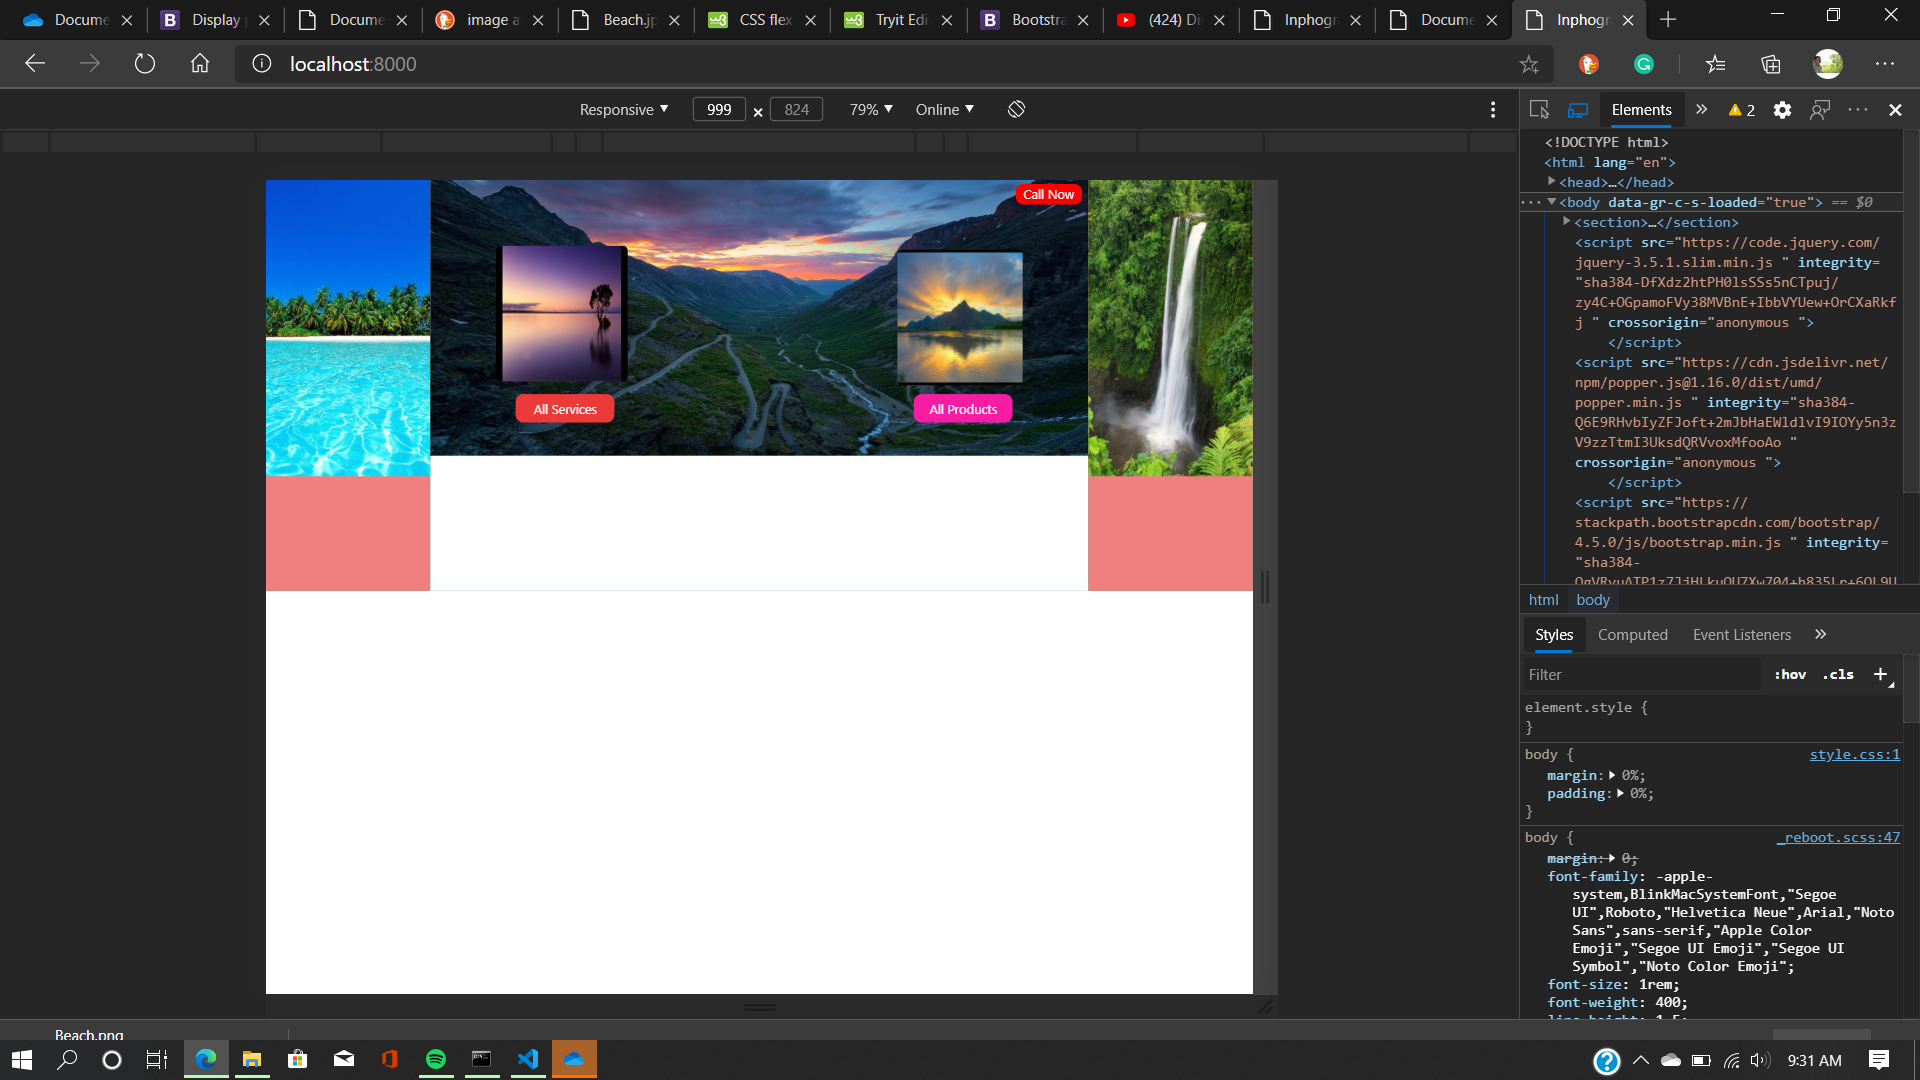 Docume
Display
Docume
image a
Beach.jp
CSS flex
Tryit Edi
Bootstra
(424) Di
Inphogr
Docume
Inphogr
localhost:8000
Responsive 999 × 824 79% Online
Elements 2
<!DOCTYPE html>
<html lang="en">
<head>…</head>
<body data-gr-c-s-loaded="true"> == $0
<section>…</section>
<script src="https://code.jquery.com/
jquery-3.5.1.slim.min.js " integrity=
"sha384-DfXdz2htPH0lsSSs5nCTpuj/
zy4C+OGpamoFVy38MVBnE+IbbVYUew+OrCXaRkf
j " crossorigin="anonymous ">
</script>
<script src="https://cdn.jsdelivr.net/
npm/popper.js@1.16.0/dist/umd/
popper.min.js " integrity="sha384-
Q6E9RHvbIyZFJoft+2mJbHaEWldlvI9IOYy5n3z
V9zzTtmI3UksdQRVvoxMfooAo "
crossorigin="anonymous ">
</script>
<script src="https://
stackpath.bootstrapcdn.com/bootstrap/
4.5.0/js/bootstrap.min.js " integrity=
"sha384-
html body
Styles Computed Event Listeners
Filter :hov .cls
element.style {
}
body { style.css:1
margin: 0%;
padding: 0%;
}
body { _reboot.scss:47
margin: 0;
font-family: -apple-
system,BlinkMacSystemFont,"Segoe
UI",Roboto,"Helvetica Neue",Arial,"Noto
Sans",sans-serif,"Apple Color
Emoji","Segoe UI Emoji","Segoe UI
Symbol","Noto Color Emoji";
font-size: 1rem;
font-weight: 400;
Call Now
All Services
All Products
Beach.png
9:31 AM